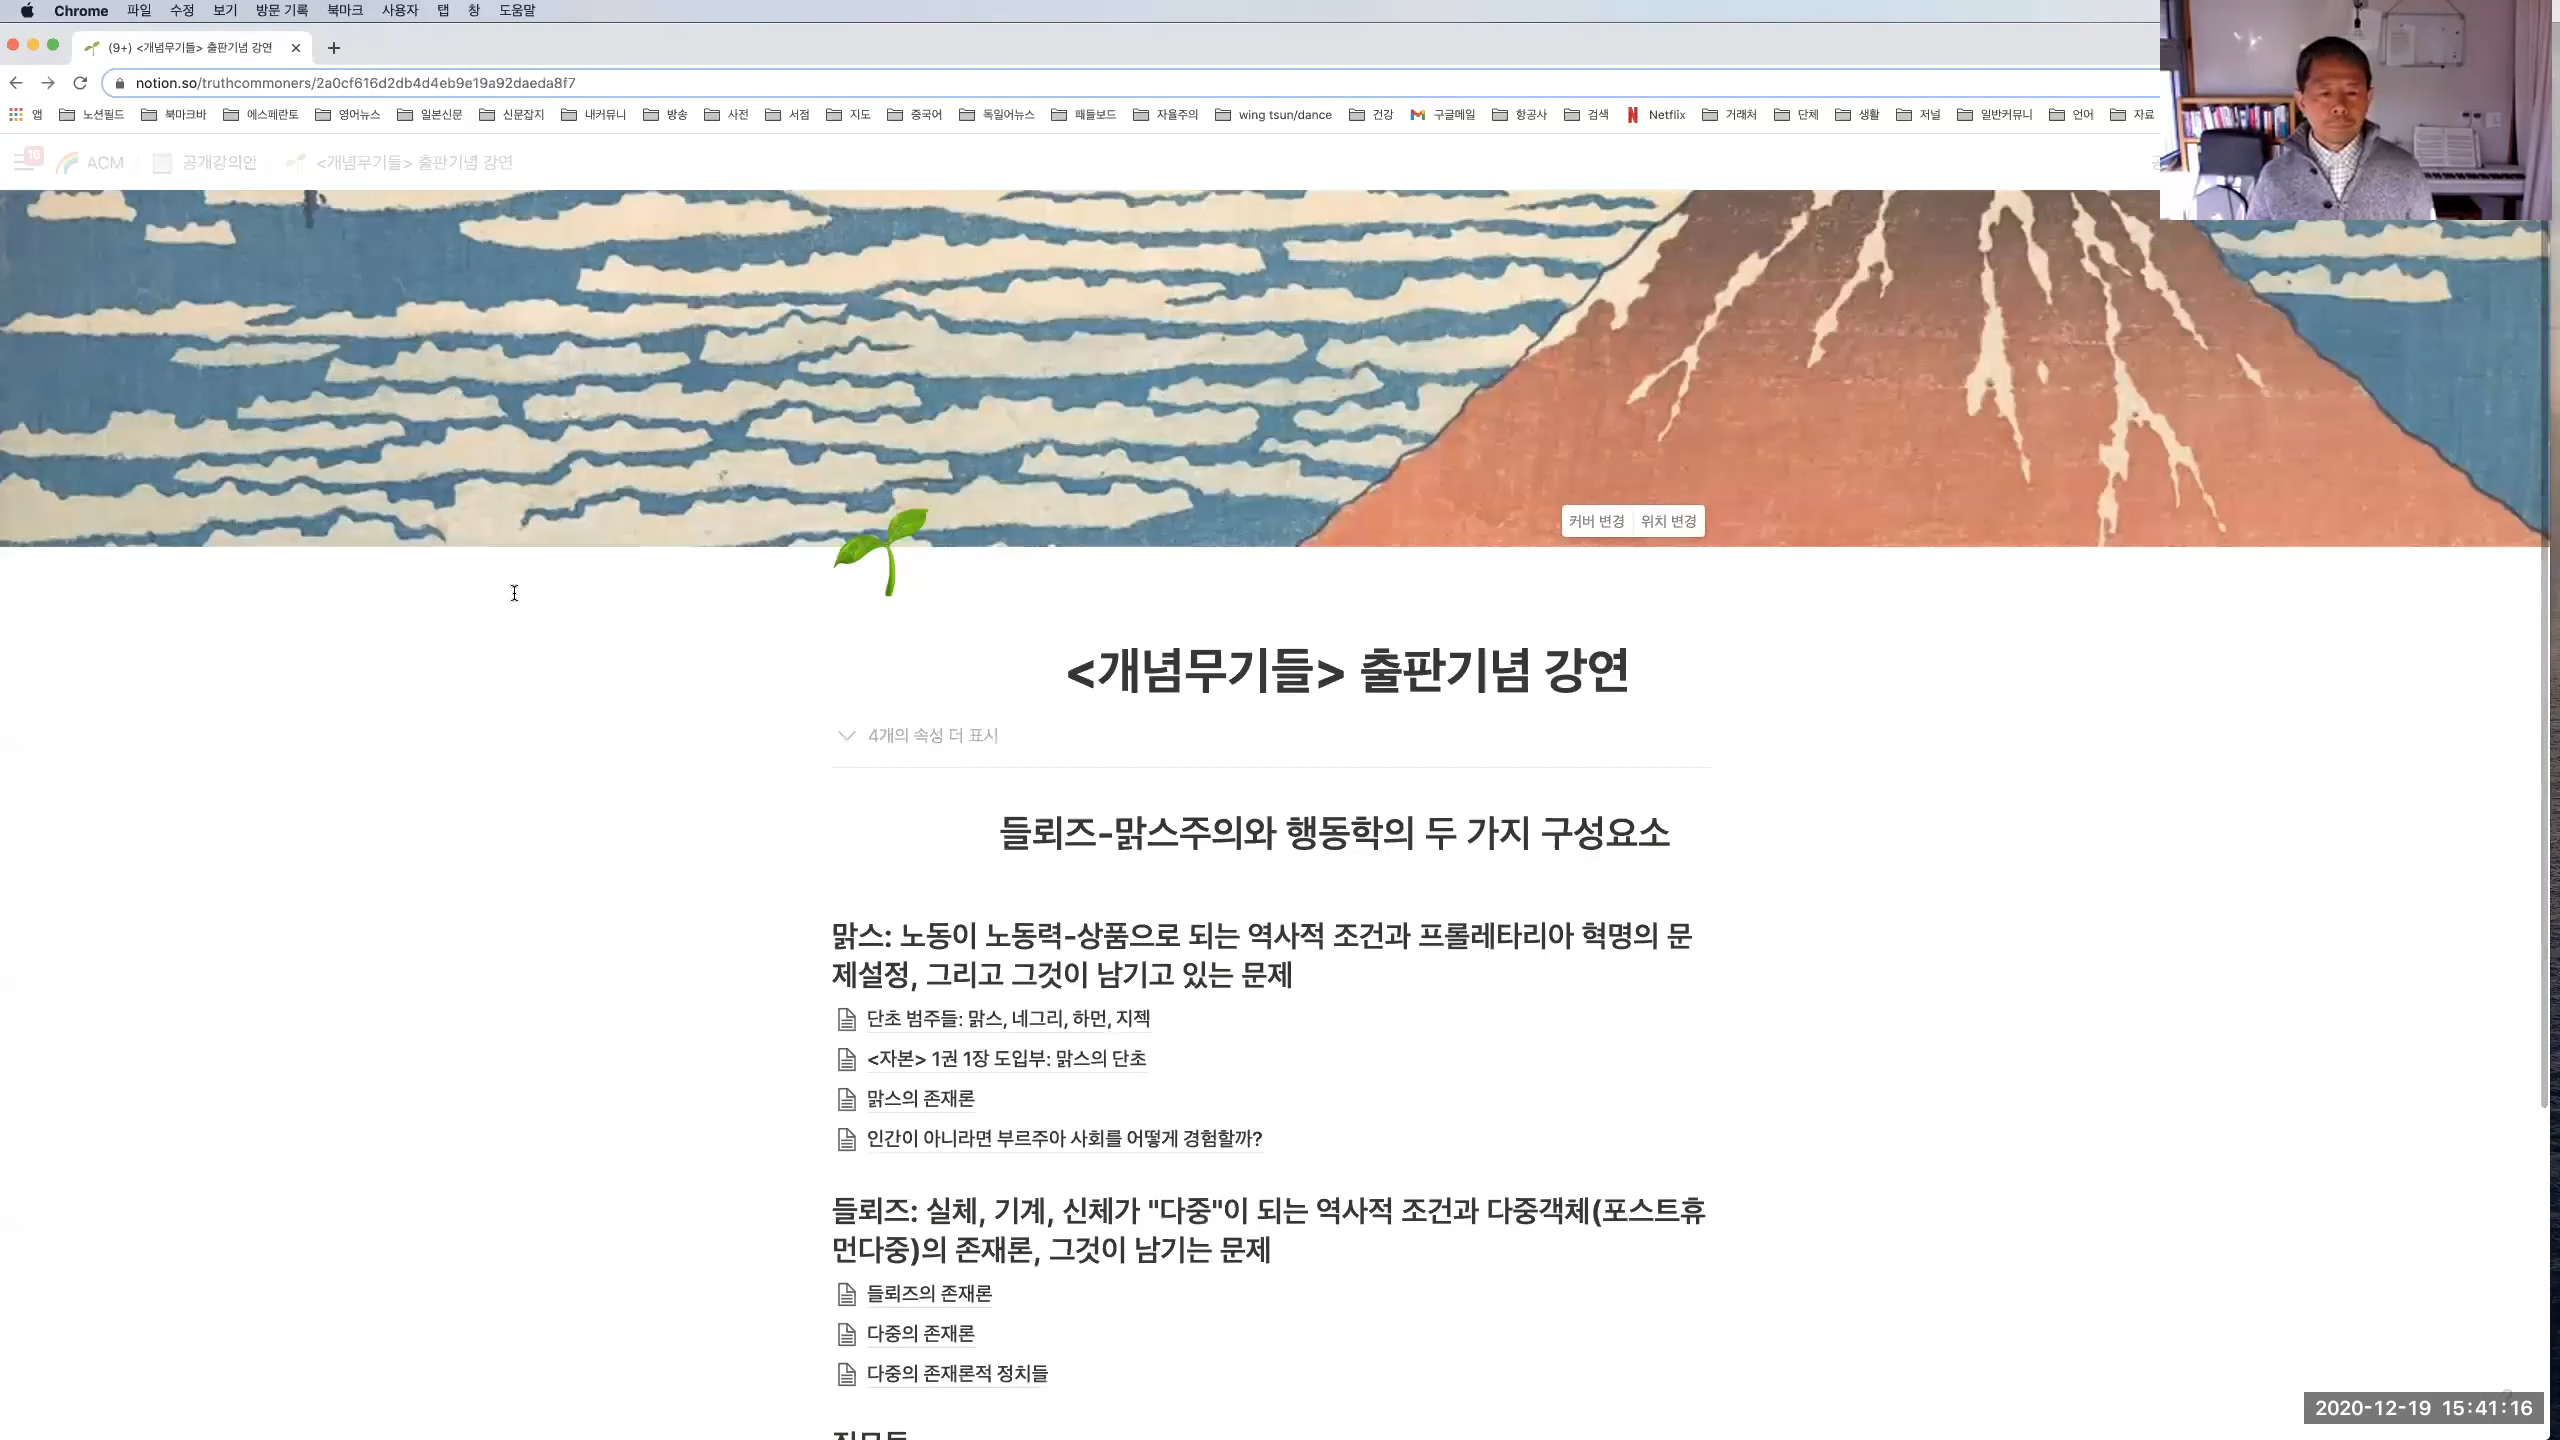 Chrome 파일 수정 보기 방문 기록 북마크 사용자 탭 창 도움말
(9+) <개념무기들> 출판기념 강연
notion.so/truthcommoners/2a0cf616d2db4d4eb9e19a92daeda8f7
앱 노션필드 북마크바 에스페란토 영어뉴스 일본신문 신문잡지 내커뮤니 방송 사전 서점 지도 중국어 독일어뉴스 패들보드 자율주의 wing tsun/dance 건강 구글메일 항공사 검색 Netflix 거래처 단체 생활 저널 일반커뮤니 언어 자료
16 ACM / 공개강의안 / <개념무기들> 출판기념 강연
커버 변경 위치 변경
<개념무기들> 출판기념 강연
4개의 속성 더 표시
들뢰즈-맑스주의와 행동학의 두 가지 구성요소
맑스: 노동이 노동력-상품으로 되는 역사적 조건과 프롤레타리아 혁명의 문
제설정, 그리고 그것이 남기고 있는 문제
단초 범주들: 맑스, 네그리, 하먼, 지젝
<자본> 1권 1장 도입부: 맑스의 단초
맑스의 존재론
인간이 아니라면 부르주아 사회를 어떻게 경험할까?
들뢰즈: 실체, 기계, 신체가 "다중"이 되는 역사적 조건과 다중객체(포스트휴
먼다중)의 존재론, 그것이 남기는 문제
들뢰즈의 존재론
다중의 존재론
다중의 존재론적 정치들
2020-12-19 15:41:16